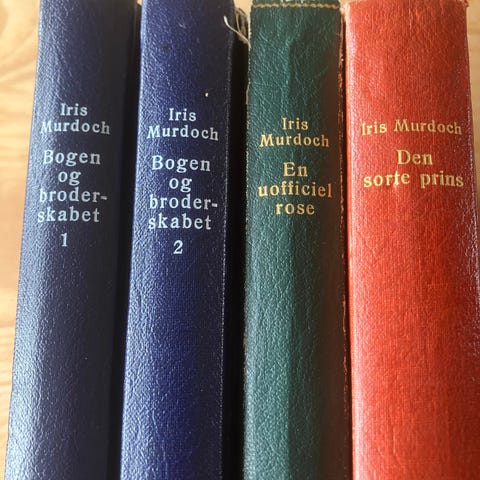 Iris
Murdoch
Bogen
og
broder-
skabet
1
Iris
Murdoch
Bogen
og
broder-
skabet
2
Iris
Murdoch
En
uofficiel
rose
Iris Murdoch
Den
sorte prins